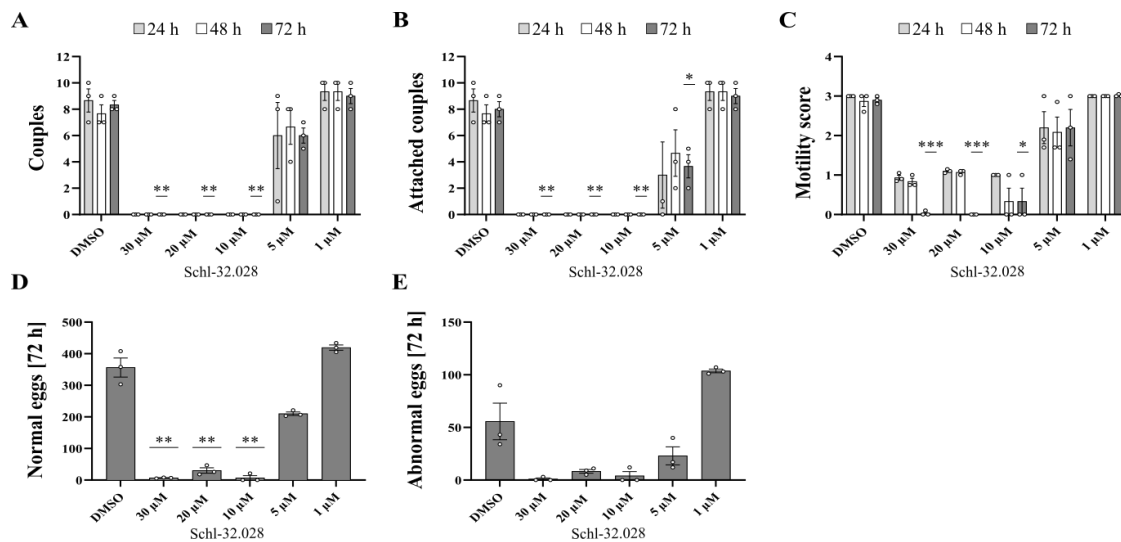 A
24 h 48 h 72 h
Couples
12
10
8
6
4
2
0
** ** **
DMSO
30 µM
20 µM
10 µM
5 µM
1 µM
Schl-32.028
B
24 h 48 h 72 h
Attached couples
12
10
8
6
4
2
0
** ** ** *
DMSO
30 µM
20 µM
10 µM
5 µM
1 µM
Schl-32.028
C
24 h 48 h 72 h
Motility score
4
3
2
1
0
*** *** *
DMSO
30 µM
20 µM
10 µM
5 µM
1 µM
Schl-32.028
D
Normal eggs [72 h]
500
400
300
200
100
0
** ** **
DMSO
30 µM
20 µM
10 µM
5 µM
1 µM
Schl-32.028
E
Abnormal eggs [72 h]
150
100
50
0
DMSO
30 µM
20 µM
10 µM
5 µM
1 µM
Schl-32.028